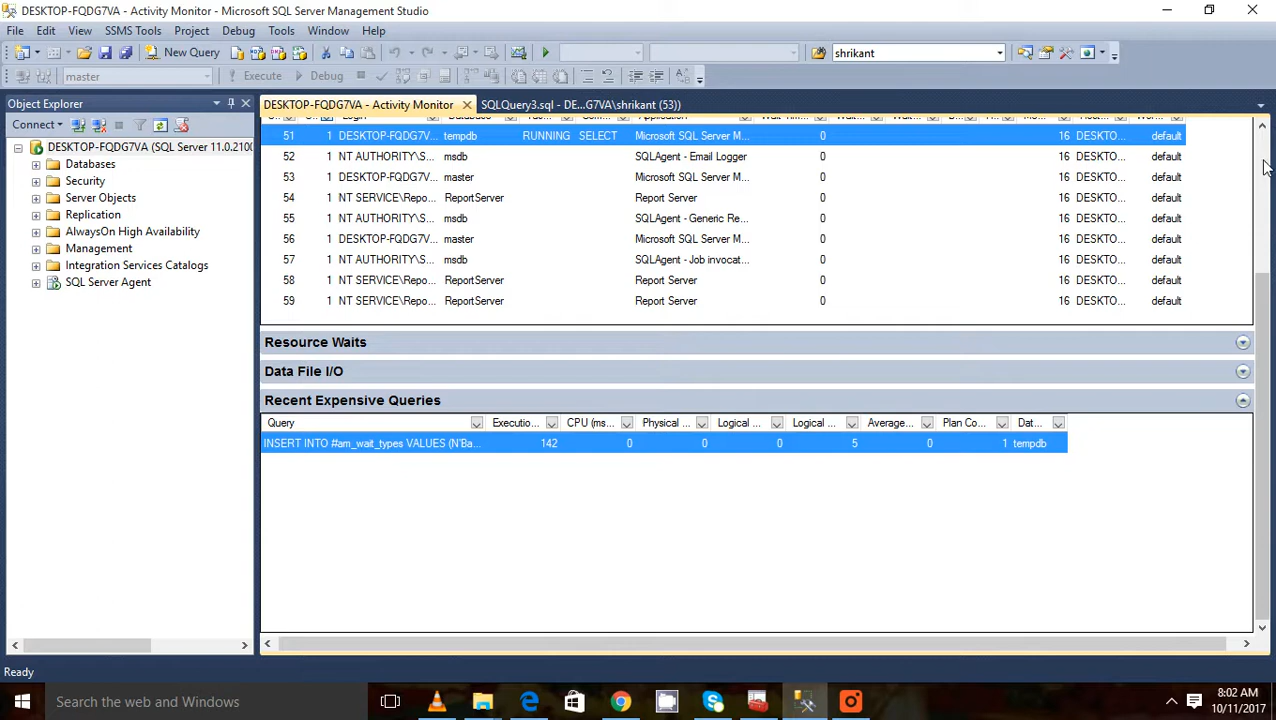 DESKTOP-FQDG7VA - Activity Monitor - Microsoft SQL Server Management Studio
File Edit View SSMS Tools Project Debug Tools Window Help
New Query shrikant
master Execute Debug
Object Explorer
Connect
DESKTOP-FQDG7VA (SQL Server 11.0.2100
Databases
Security
Server Objects
Replication
AlwaysOn High Availability
Management
Integration Services Catalogs
SQL Server Agent
DESKTOP-FQDG7VA - Activity Monitor SQLQuery3.sql - DE...G7VA\shrikant (53))
51 1 DESKTOP-FQDG7V... tempdb RUNNING SELECT Microsoft SQL Server M... 0 16 DESKTO... default
52 1 NT AUTHORITY\S... msdb SQLAgent - Email Logger 0 16 DESKTO... default
53 1 DESKTOP-FQDG7V... master Microsoft SQL Server M... 0 16 DESKTO... default
54 1 NT SERVICE\Repo... ReportServer Report Server 0 16 DESKTO... default
55 1 NT AUTHORITY\S... msdb SQLAgent - Generic Re... 0 16 DESKTO... default
56 1 DESKTOP-FQDG7V... master Microsoft SQL Server M... 0 16 DESKTO... default
57 1 NT AUTHORITY\S... msdb SQLAgent - Job invocat... 0 16 DESKTO... default
58 1 NT SERVICE\Repo... ReportServer Report Server 0 16 DESKTO... default
59 1 NT SERVICE\Repo... ReportServer Report Server 0 16 DESKTO... default
Resource Waits
Data File I/O
Recent Expensive Queries
Query Executio... CPU (ms... Physical ... Logical ... Logical ... Average... Plan Co... Dat...
INSERT INTO #am_wait_types VALUES (N'Ba... 142 0 0 0 5 0 1 tempdb
Ready
Search the web and Windows
8:02 AM
10/11/2017